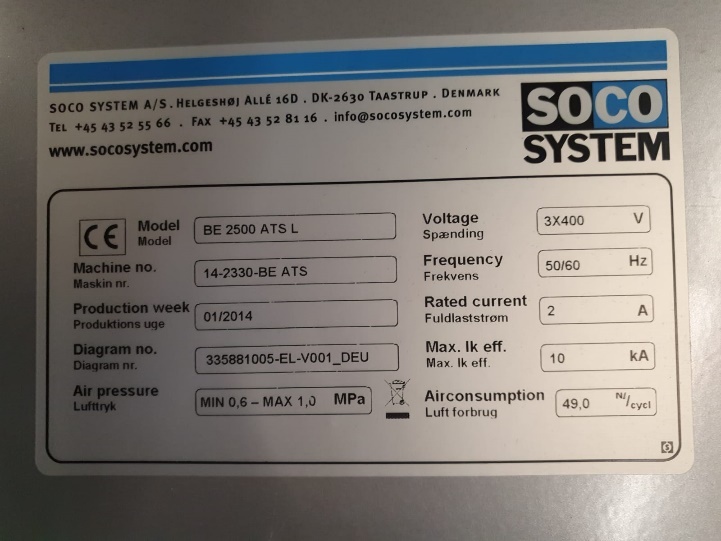 SOCO SYSTEM A/S . HELGESHØJ ALLÉ 16D . DK-2630 TAASTRUP . DENMARK
TEL +45 43 52 55 66 . FAX +45 43 52 81 16 . info@socosystem.com
www.socosystem.com
SOCO
SYSTEM
CE
Model BE 2500 ATS L
Model
Machine no. 14-2330-BE ATS
Maskin nr.
Production week 01/2014
Produktions uge
Diagram no. 335881005-EL-V001_DEU
Diagram nr.
Air pressure MIN 0,6 – MAX 1,0 MPa
Lufttryk
Voltage 3X400 V
Spænding
Frequency 50/60 Hz
Frekvens
Rated current 2 A
Fuldlaststrøm
Max. Ik eff. 10 kA
Max. Ik eff.
Airconsumption 49,0 Nl/cycl
Luft forbrug